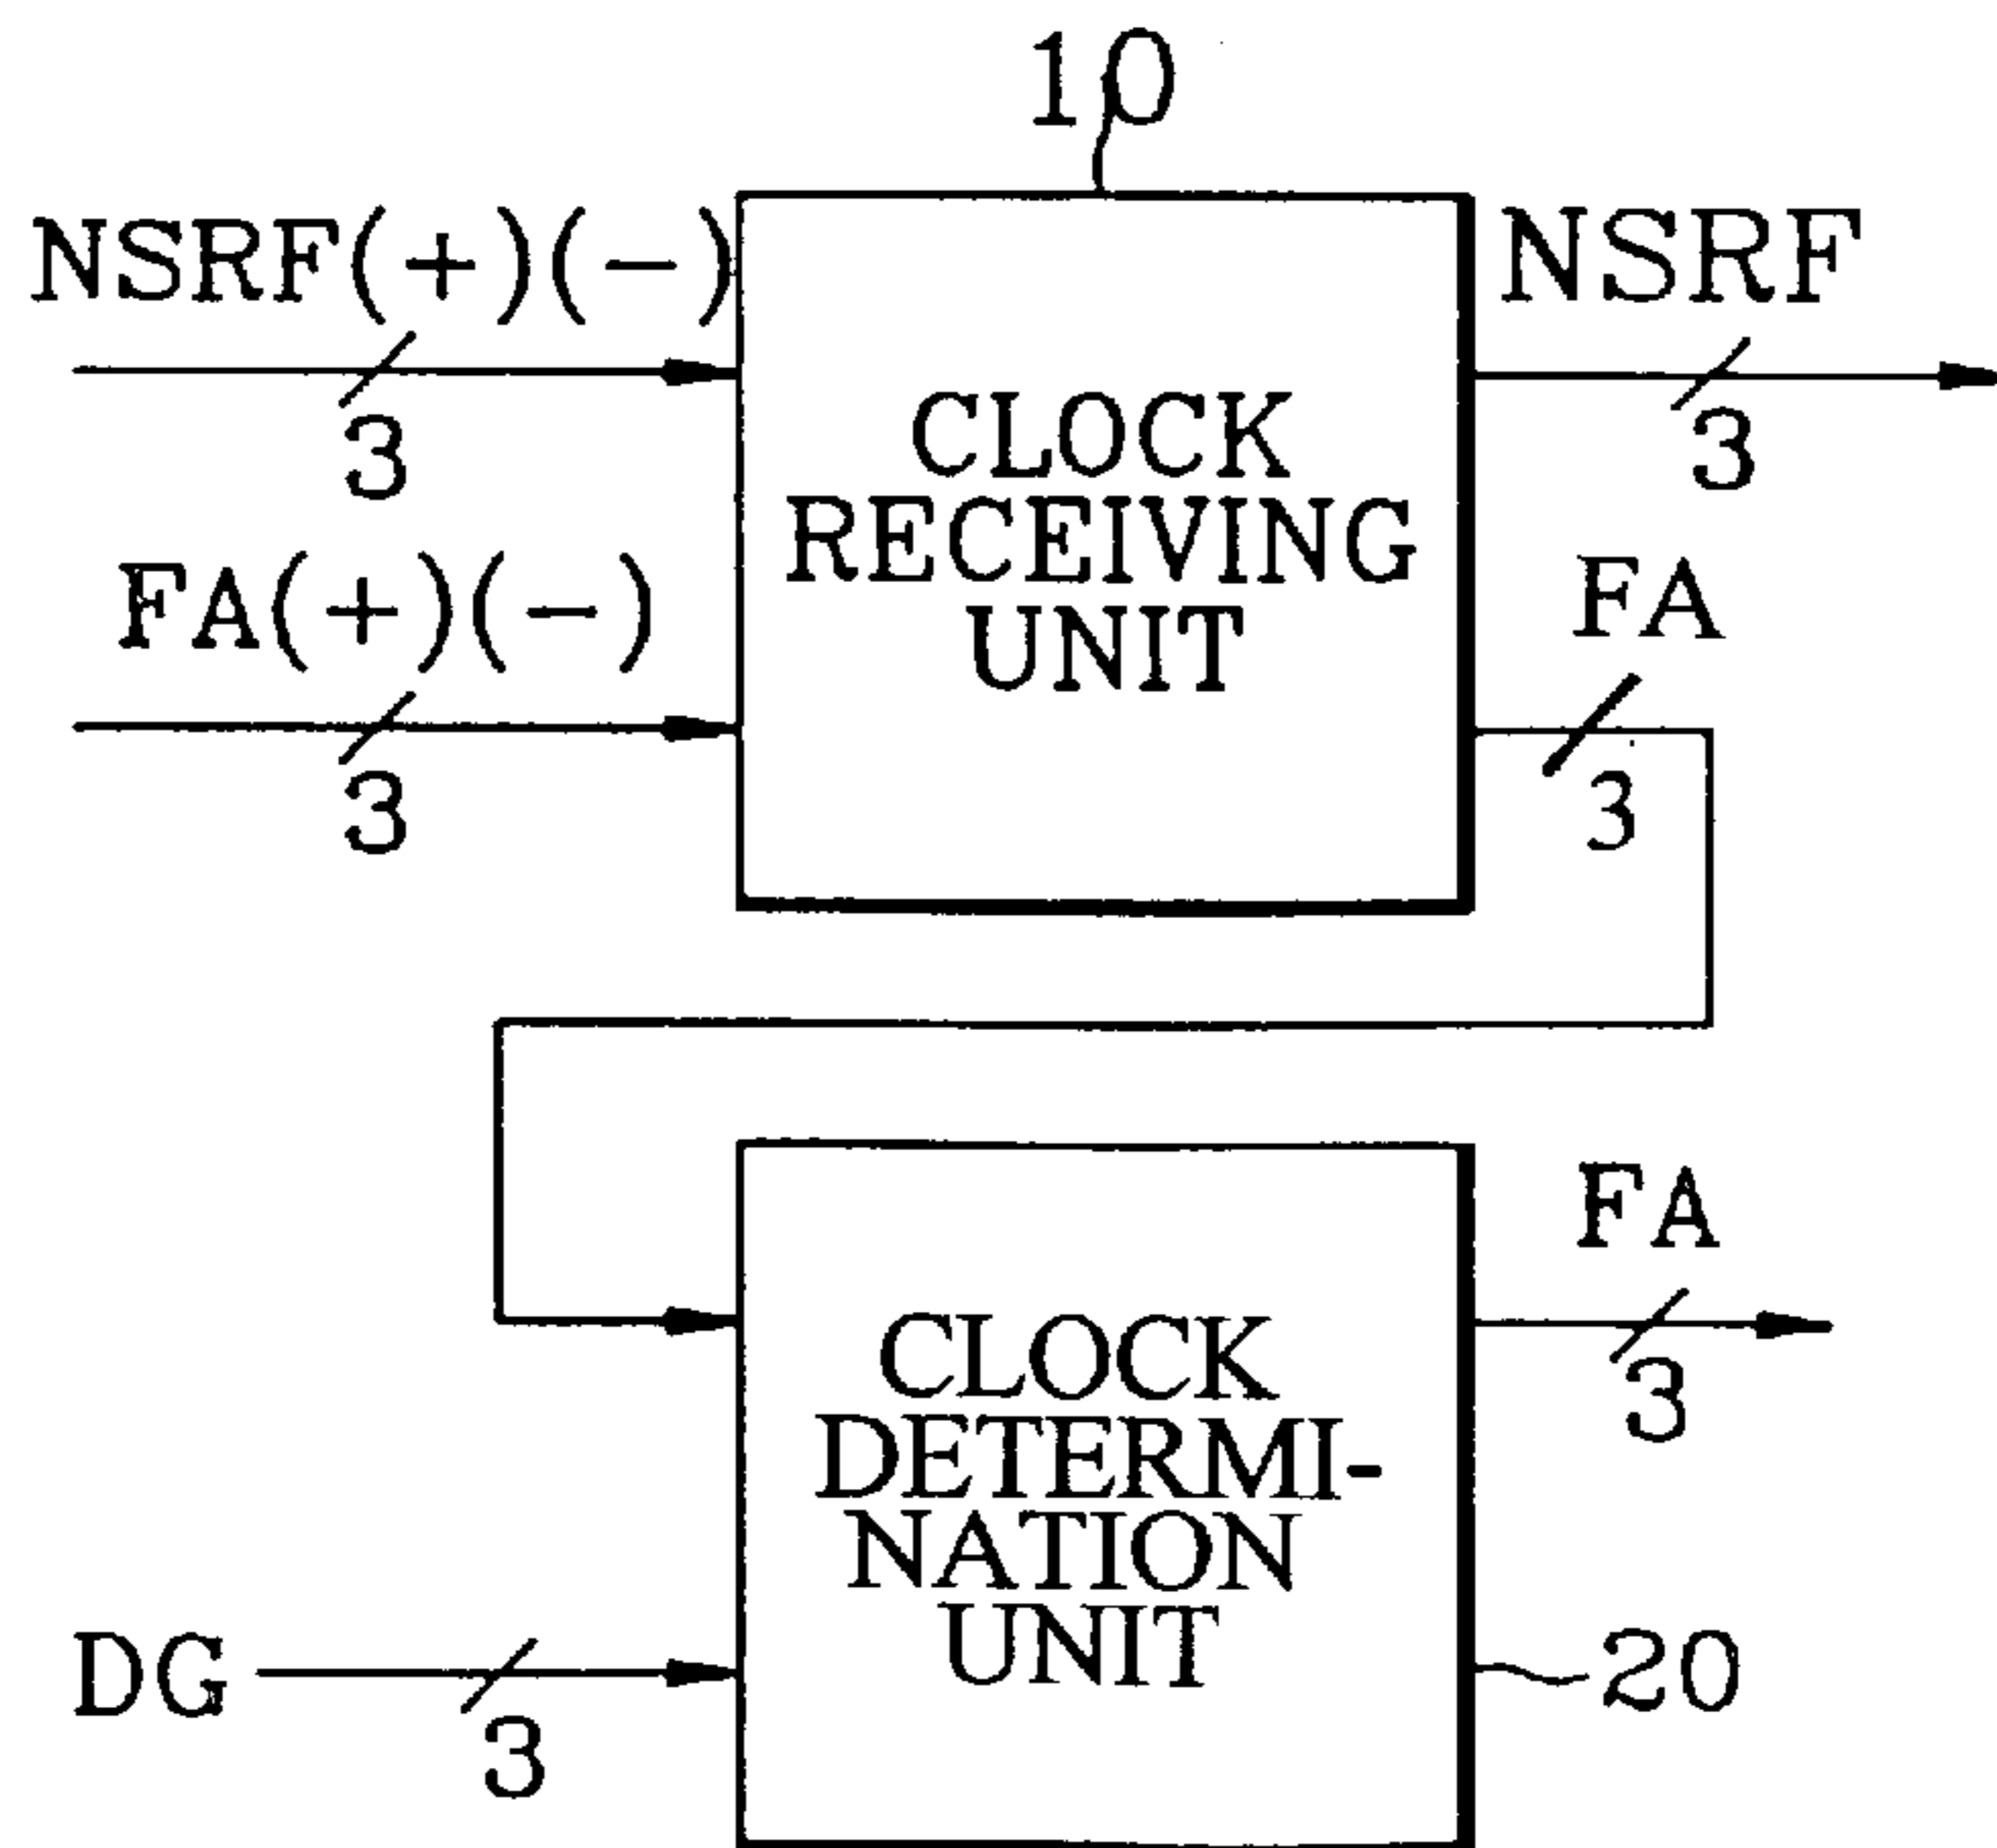 10
NSRF(+)(-)
NSRF
3
3
CLOCK
RECEIVING
UNIT
FA(+)(-)
FA
3
3
CLOCK
DETERMI-
NATION
UNIT
FA
3
DG
3
20